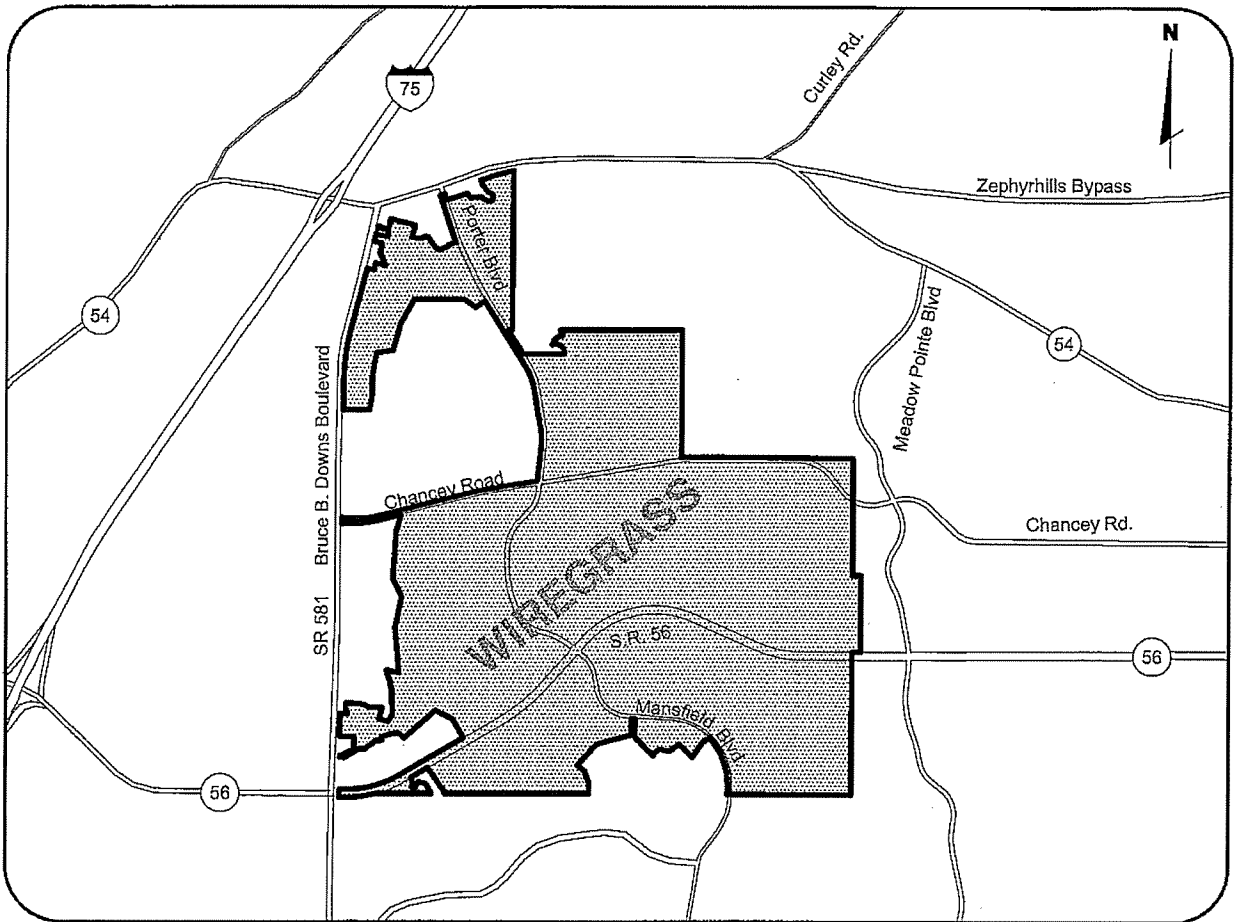 N
75
Curley Rd.
Zephyrhills Bypass
Porter Blvd
54
Meadow Pointe Blvd
54
SR 581 Bruce B. Downs Boulevard
Chancey Road
Chancey Rd.
WIREGRASS
S.R. 56
56
Mansfield Blvd
56